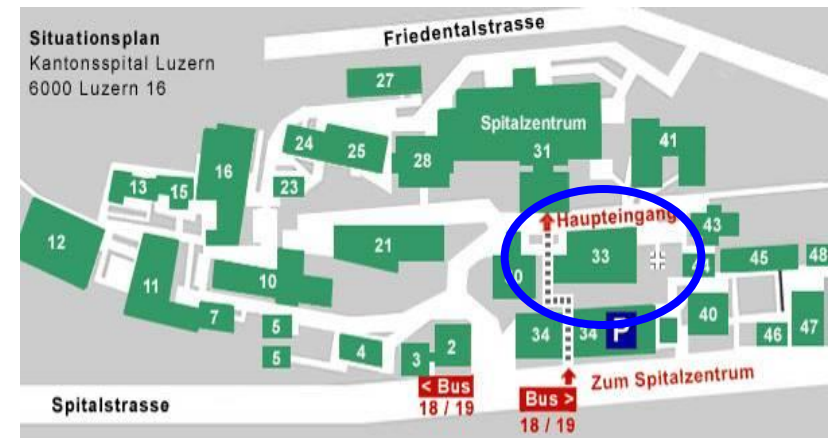 Situationsplan
Kantonsspital Luzern
6000 Luzern 16
Friedentalstrasse
27
Spitalzentrum
31
41
24
25
28
16
13
15
23
Haupteingang
43
12
21
33
45
48
11
10
7
5
5
4
3
2
34
34
P
40
46
47
< Bus
18 / 19
Bus >
18 / 19
Zum Spitalzentrum
Spitalstrasse